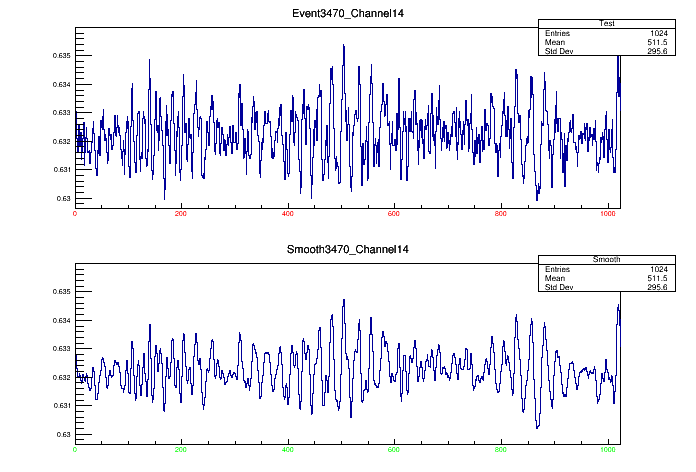 Event3470_Channel14
Test
Entries 1024
Mean 511.5
Std Dev 295.6
0.635
0.634
0.633
0.632
0.631
0.63
0 200 400 600 800 1000
Smooth3470_Channel14
Smooth
Entries 1024
Mean 511.5
Std Dev 295.6
0.635
0.634
0.633
0.632
0.631
0.63
0 200 400 600 800 1000